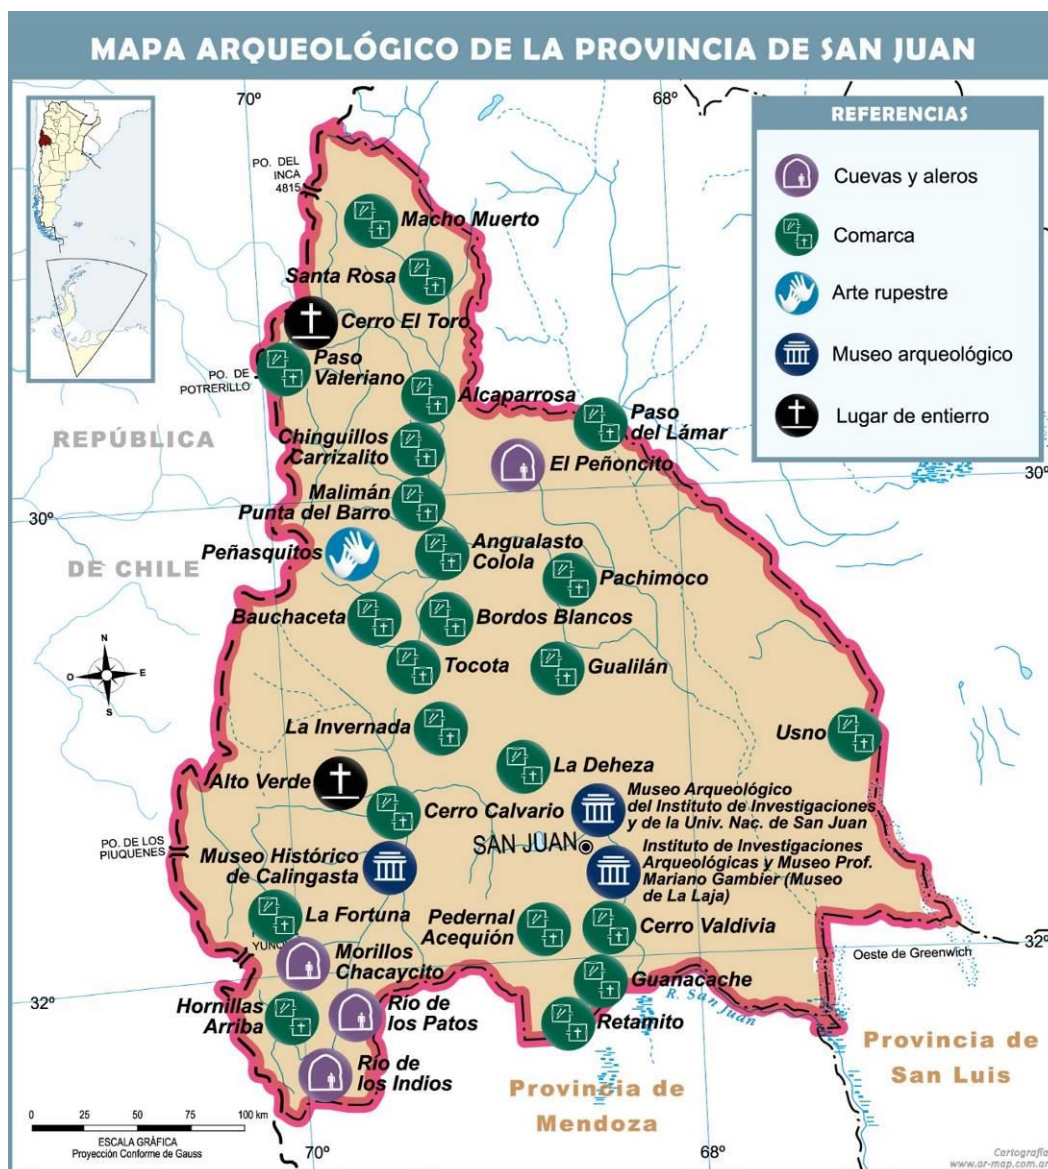 MAPA ARQUEOLÓGICO DE LA PROVINCIA DE SAN JUAN
70º
68º
REFERENCIAS
Cuevas y aleros
Comarca
Arte rupestre
Museo arqueológico
Lugar de entierro
PO. DEL
INCA
4815
Macho Muerto
Santa Rosa
Cerro El Toro
PO. DE
POTRERILLO
Paso
Valeriano
Alcaparrosa
Paso
del Lámar
REPÚBLICA
DE CHILE
Chinguillos
Carrizalito
El Peñoncito
30º
Malimán
Punta del Barro
30º
Peñasquitos
Angualasto
Colola
Pachimoco
Bauchaceta
Bordos Blancos
N
O
E
S
Tocota
Gualilán
La Invernada
Usno
Alto Verde
La Deheza
Cerro Calvario
Museo Arqueológico
del Instituto de Investigaciones
y de la Univ. Nac. de San Juan
SAN JUAN
PO. DE LOS
PIUQUENES
Museo Histórico
de Calingasta
Instituto de Investigaciones
Arqueológicas y Museo Prof.
Mariano Gambier (Museo
de La Laja)
La Fortuna
Pedernal
Acequión
Cerro Valdivia
32º
Oeste de Greenwich
Morillos
Chacaycito
Guanacache
R. San Juan
32º
Hornillas
Arriba
Río de
los Patos
Retamito
Río de
los Indios
Provincia de
Mendoza
Provincia de
San Luis
0 25 50 75 100 km
ESCALA GRÁFICA
Proyección Conforme de Gauss
70º
68º
Cartografía
www.ar-map.com.ar